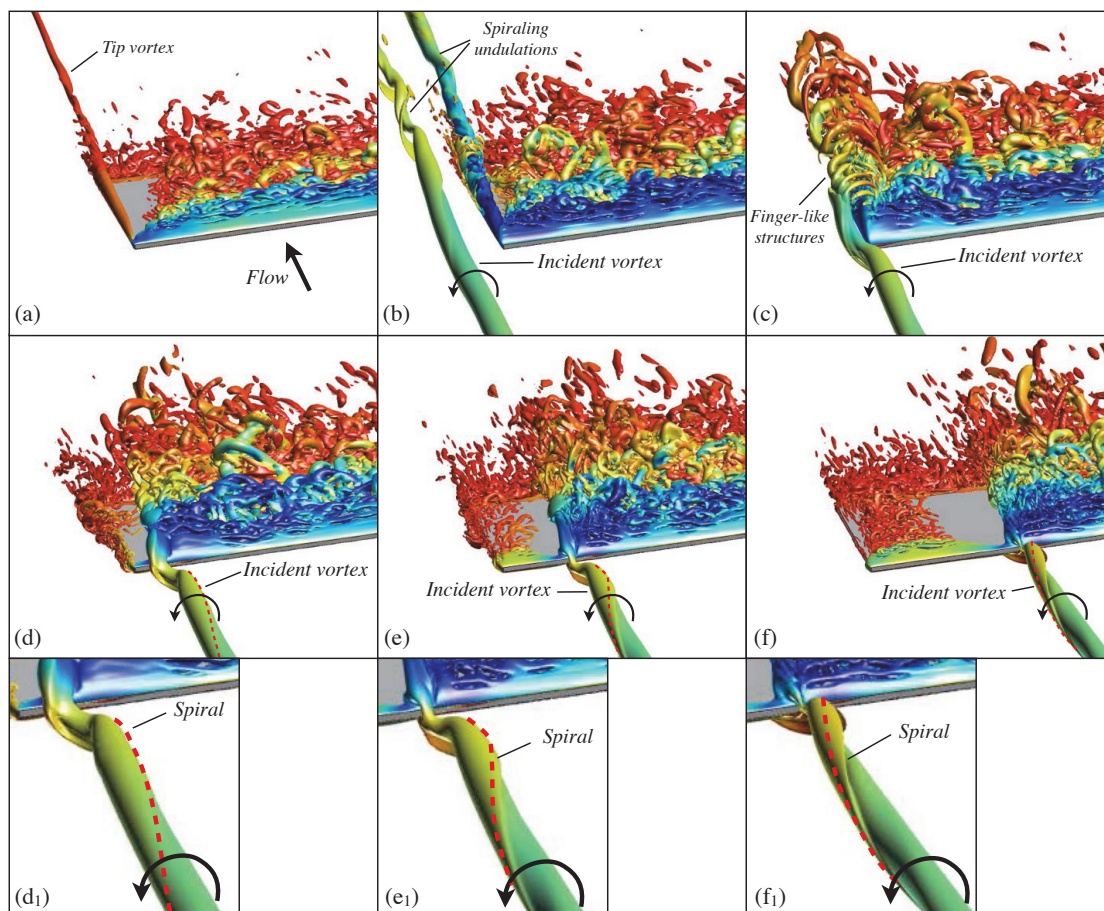 Tip vortex
Flow
(a)
Spiraling
undulations
Incident vortex
(b)
Finger-like
structures
Incident vortex
(c)
Incident vortex
(d)
Incident vortex
(e)
Incident vortex
(f)
Spiral
(d1)
Spiral
(e1)
Spiral
(f1)